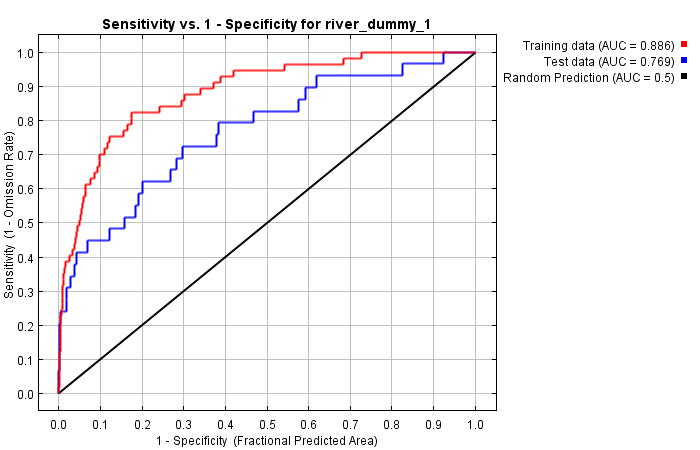 Sensitivity vs. 1 - Specificity for river_dummy_1
Training data (AUC = 0.886)
Test data (AUC = 0.769)
Random Prediction (AUC = 0.5)
Sensitivity (1 - Omission Rate)
1.0
0.9
0.8
0.7
0.6
0.5
0.4
0.3
0.2
0.1
0.0
0.0 0.1 0.2 0.3 0.4 0.5 0.6 0.7 0.8 0.9 1.0
1 - Specificity (Fractional Predicted Area)